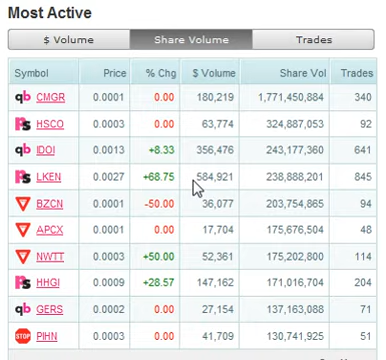 Most Active
$ Volume Share Volume Trades
Symbol Price % Chg $ Volume Share Vol Trades
qb CMGR 0.0001 0.00 180,219 1,771,450,884 340
ps HSCO 0.0003 0.00 63,774 324,887,053 92
qb IDOI 0.0013 +8.33 356,476 243,177,360 641
ps LKEN 0.0027 +68.75 584,921 238,888,201 845
BZCN 0.0001 -50.00 36,077 203,754,865 94
APCX 0.0001 0.00 17,704 175,676,504 48
NWTT 0.0003 +50.00 52,361 175,202,800 114
ps HHGI 0.0009 +28.57 147,162 171,016,704 204
qb GERS 0.0002 0.00 27,154 137,163,088 71
STOP PIHN 0.0003 0.00 41,709 130,741,925 51